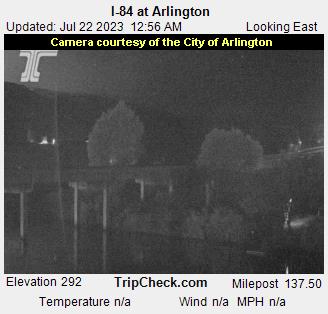 I-84 at Arlington
Updated: Jul 22 2023 12:56 AM Looking East
Camera courtesy of the City of Arlington
Elevation 292 TripCheck.com Milepost 137.50
Temperature n/a Wind n/a MPH n/a